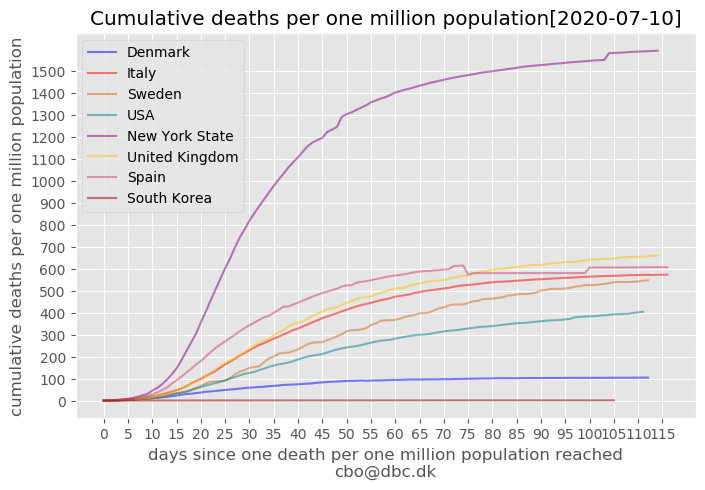 Cumulative deaths per one million population[2020-07-10]
Denmark
Italy
Sweden
USA
New York State
United Kingdom
Spain
South Korea
cumulative deaths per one million population
1500
1400
1300
1200
1100
1000
900
800
700
600
500
400
300
200
100
0
0 5 10 15 20 25 30 35 40 45 50 55 60 65 70 75 80 85 90 95 100 105 110 115
days since one death per one million population reached
cbo@dbc.dk